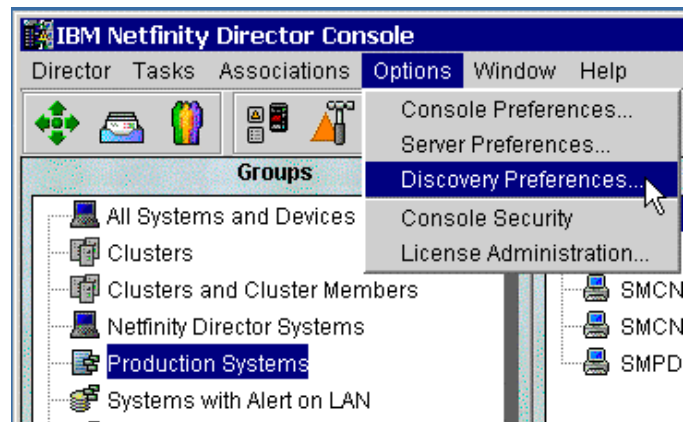 IBM Netfinity Director Console
Director Tasks Associations Options Window Help
Console Preferences...
Server Preferences...
Discovery Preferences...
Console Security
License Administration...
Groups
All Systems and Devices
Clusters
Clusters and Cluster Members
Netfinity Director Systems
Production Systems
Systems with Alert on LAN
SMCN
SMCN
SMPD